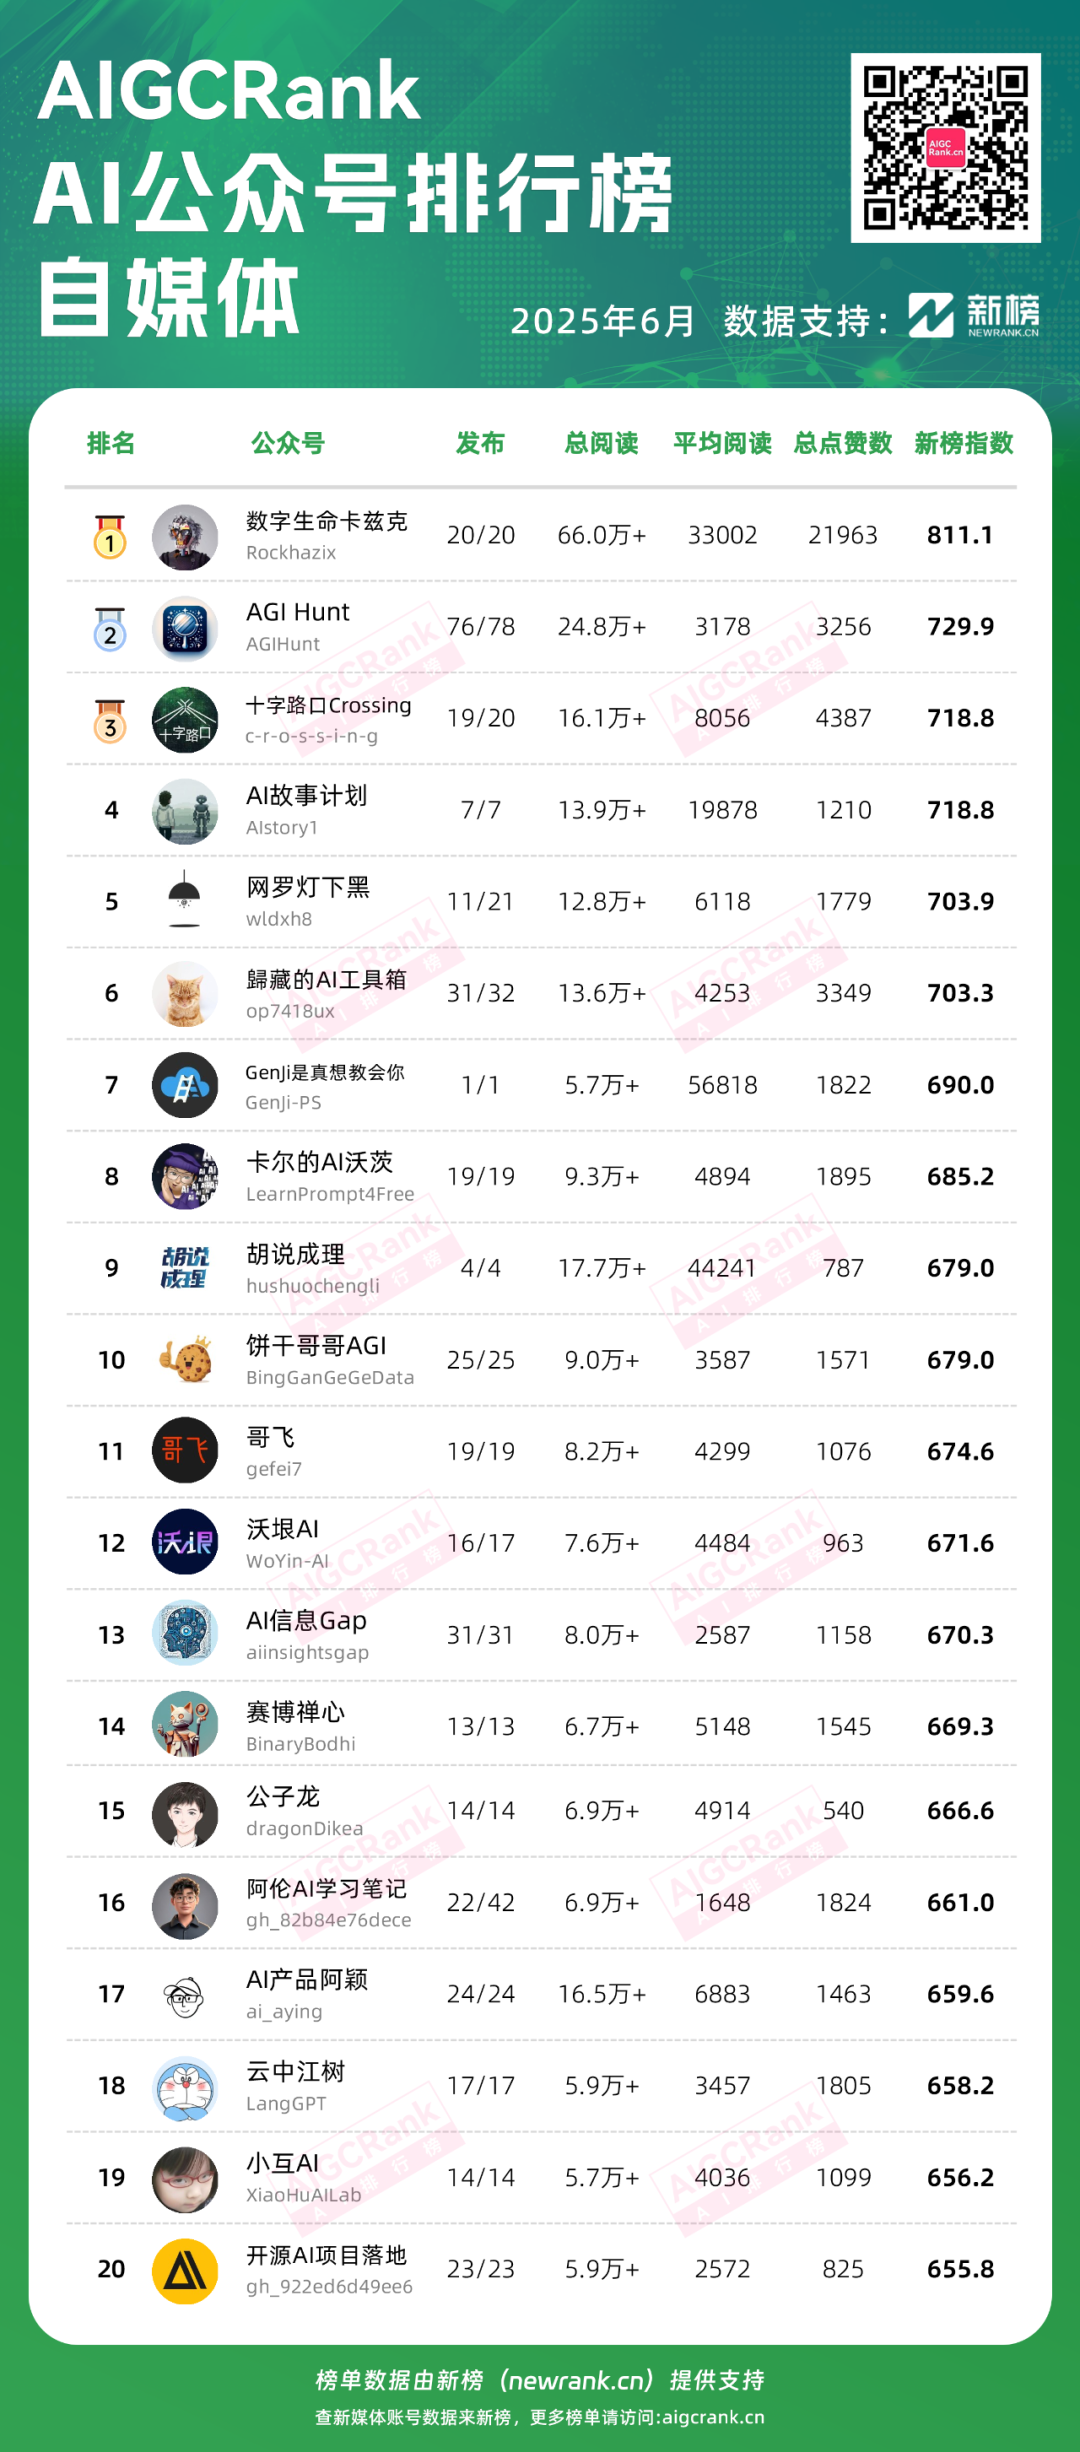 AIGCRank
AI公众号排行榜
自媒体
AIGC
Rank.cn
2025年6月 数据支持：新榜
NEWRANK.CN
排名 公众号 发布 总阅读 平均阅读 总点赞数 新榜指数
1 数字生命卡兹克 20/20 66.0万+ 33002 21963 811.1
Rockhazix
2 AGI Hunt 76/78 24.8万+ 3178 3256 729.9
AGIHunt
3 十字路口 十字路口Crossing 19/20 16.1万+ 8056 4387 718.8
c-r-o-s-s-i-n-g
4 AI故事计划 7/7 13.9万+ 19878 1210 718.8
AIstory1
5 网罗灯下黑 11/21 12.8万+ 6118 1779 703.9
wldxh8
6 歸藏的AI工具箱 31/32 13.6万+ 4253 3349 703.3
op7418ux
7 GenJi是真想教会你 1/1 5.7万+ 56818 1822 690.0
GenJi-PS
8 卡尔的AI沃茨 19/19 9.3万+ 4894 1895 685.2
LearnPrompt4Free
9 胡说成理 胡说成理 4/4 17.7万+ 44241 787 679.0
hushuochengli
10 饼干哥哥AGI 25/25 9.0万+ 3587 1571 679.0
BingGanGeGeData
11 哥飞 哥飞 19/19 8.2万+ 4299 1076 674.6
gefei7
12 沃垠 沃垠AI 16/17 7.6万+ 4484 963 671.6
WoYin-AI
13 AI信息Gap 31/31 8.0万+ 2587 1158 670.3
aiinsightsgap
14 赛博禅心 13/13 6.7万+ 5148 1545 669.3
BinaryBodhi
15 公子龙 14/14 6.9万+ 4914 540 666.6
dragonDikea
16 阿伦AI学习笔记 22/42 6.9万+ 1648 1824 661.0
gh_82b84e76dece
17 AI产品阿颖 24/24 16.5万+ 6883 1463 659.6
ai_aying
18 云中江树 17/17 5.9万+ 3457 1805 658.2
LangGPT
19 小互AI 14/14 5.7万+ 4036 1099 656.2
XiaoHuAILab
20 开源AI项目落地 23/23 5.9万+ 2572 825 655.8
gh_922ed6d49ee6
AIGCRank
AI排行榜
榜单数据由新榜（newrank.cn）提供支持
查新媒体账号数据来新榜，更多榜单请访问:aigcrank.cn